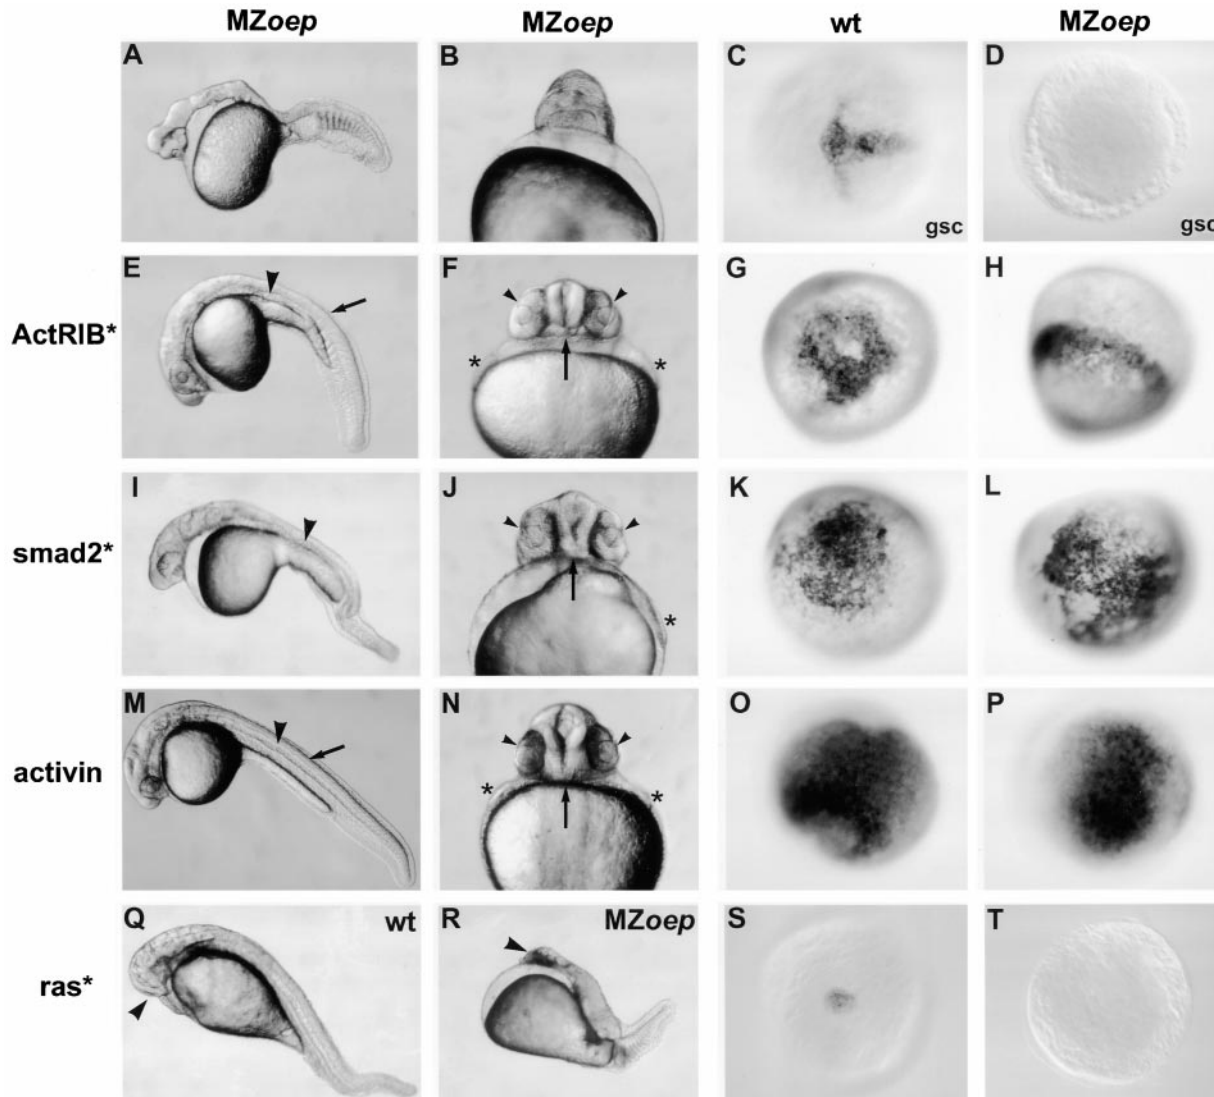 MZoep MZoep wt MZoep
A B C D
gsc gsc
E F G H
ActRIB*
* *
I J K L
smad2*
*
M N O P
activin
* *
Q wt R MZoep S T
ras*